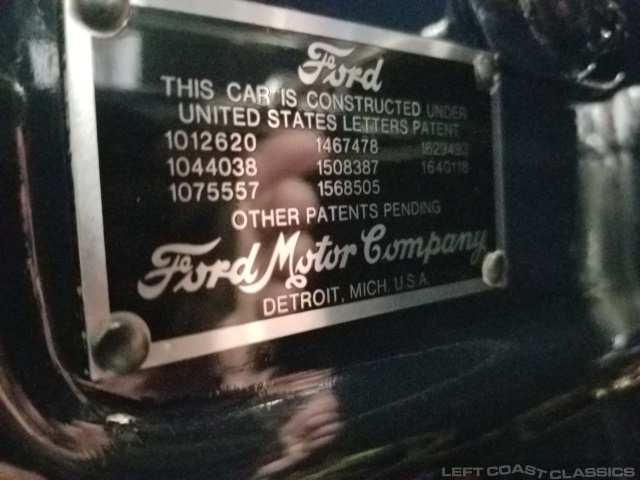 Ford
THIS CAR IS CONSTRUCTED UNDER
UNITED STATES LETTERS PATENT
1012620 1467478 1629493
1044038 1508387 1640118
1075557 1568505
OTHER PATENTS PENDING
Ford Motor Company
DETROIT, MICH. U.S.A.
LEFT COAST CLASSICS